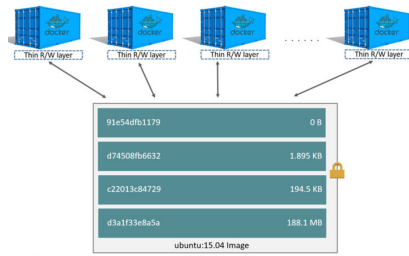 docker docker docker docker
Thin R/W layer Thin R/W layer Thin R/W layer ...... Thin R/W layer
91e54dfb1179 0 B
d74508fb6632 1.895 KB
c22013c84729 194.5 KB
d3a1f33e8a5a 188.1 MB
ubuntu:15.04 Image